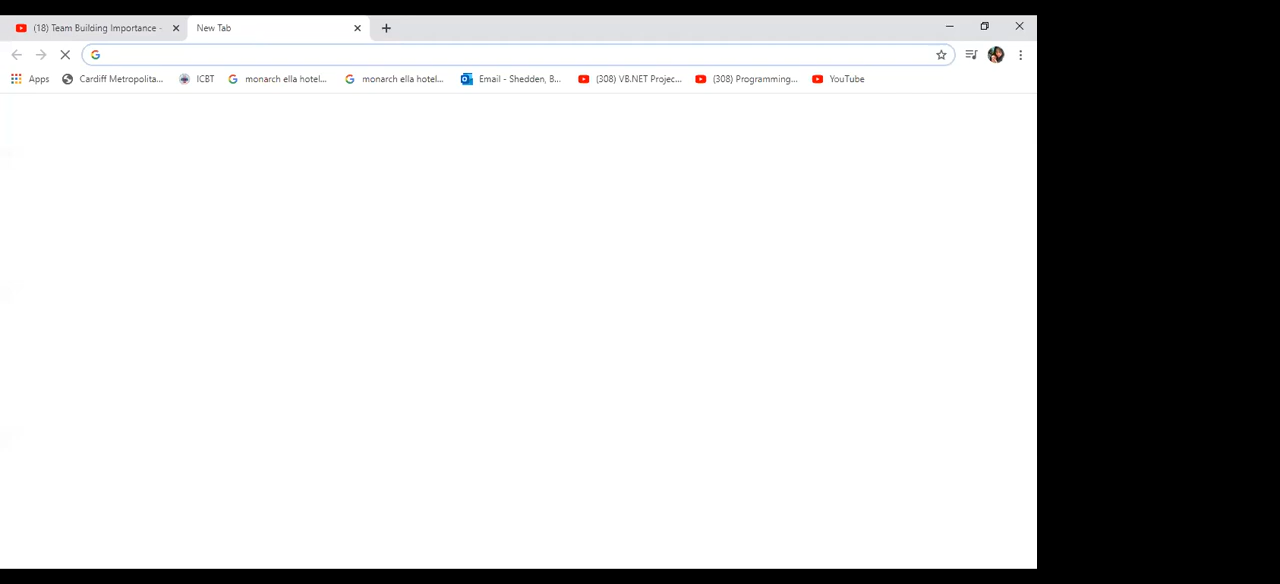 (18) Team Building Importance - New Tab
Apps Cardiff Metropolita... ICBT monarch ella hotel... monarch ella hotel... Email - Shedden, B... (308) VB.NET Projec... (308) Programming... YouTube